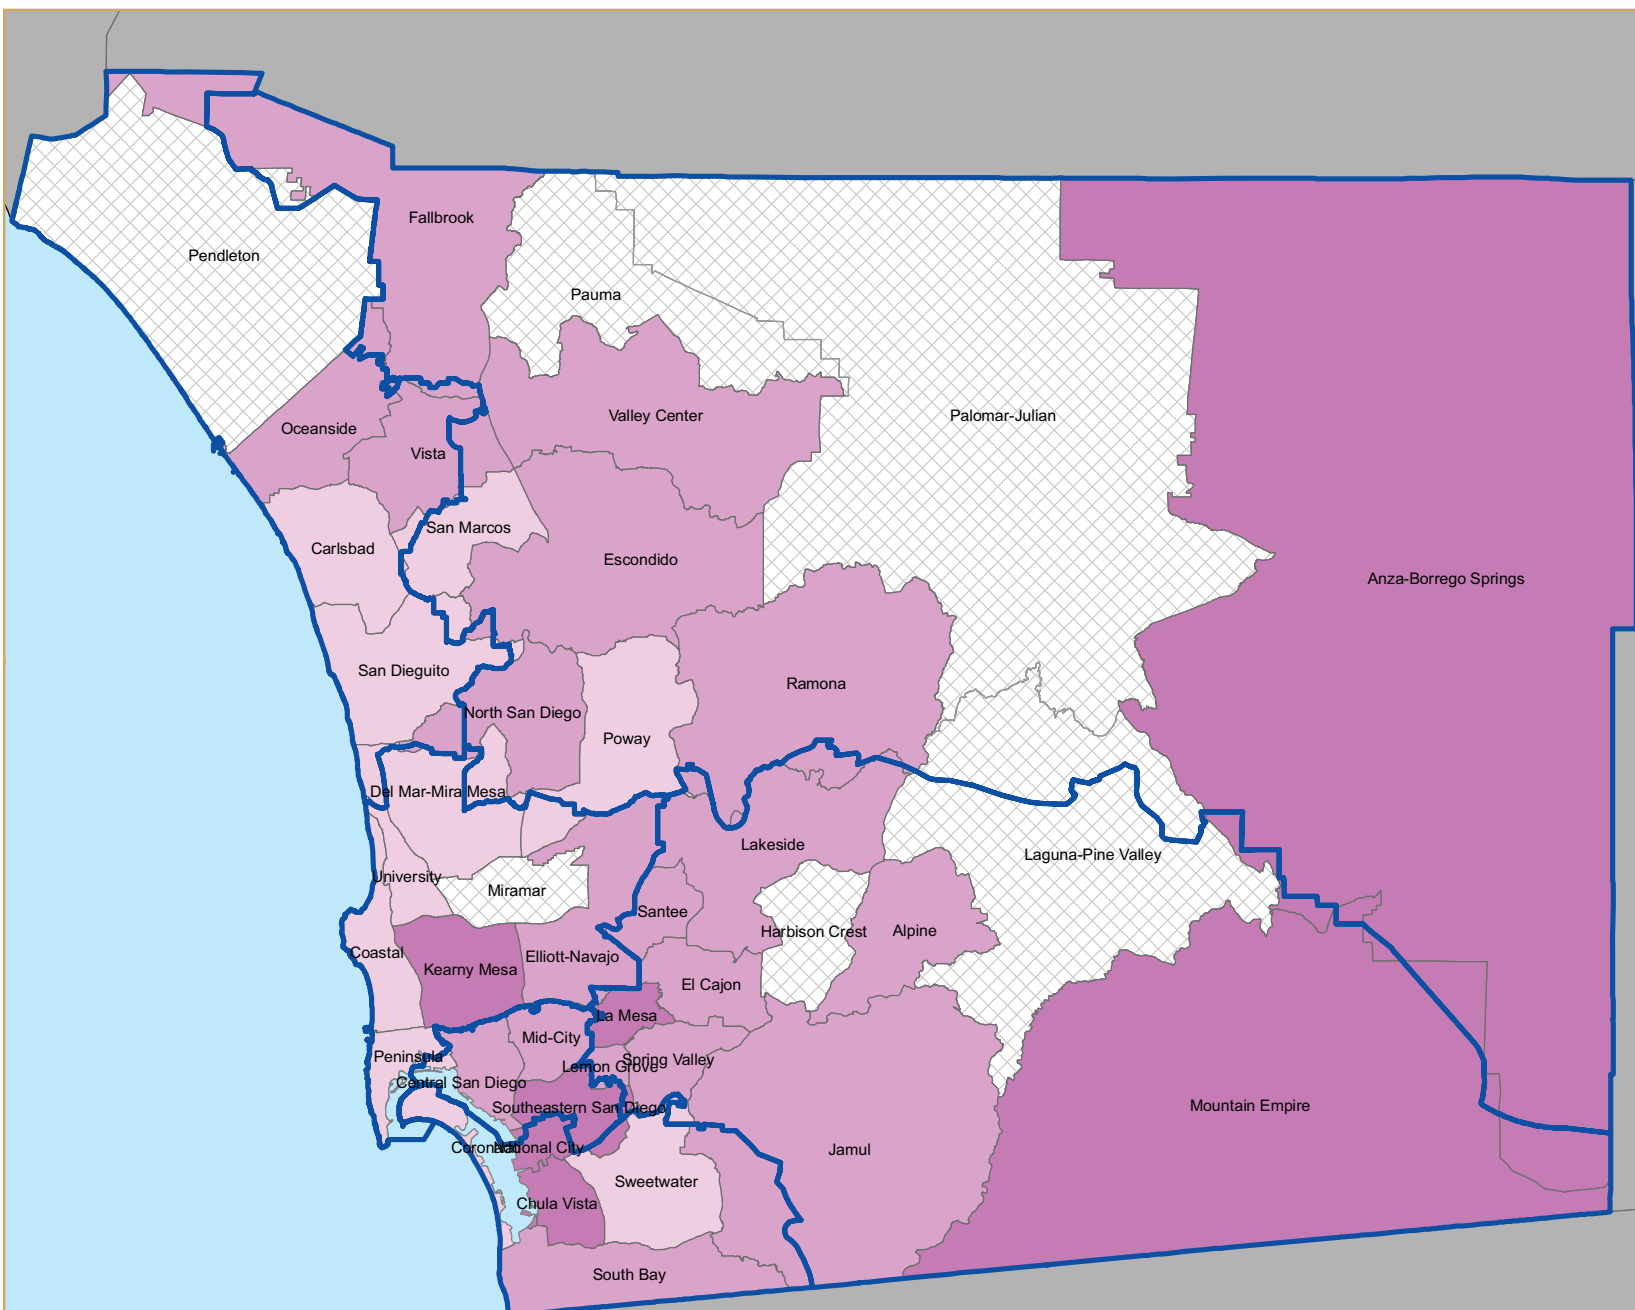 Fallbrook
Pendleton
Pauma
Valley Center
Palomar-Julian
Oceanside
Vista
San Marcos
Carlsbad
Escondido
Anza-Borrego Springs
San Dieguito
Ramona
North San Diego
Poway
Del Mar-Mira Mesa
Lakeside
Laguna-Pine Valley
University
Miramar
Santee
Harbison Crest
Alpine
Coastal
Elliott-Navajo
Kearny Mesa
El Cajon
La Mesa
Mid-City
Peninsula
Spring Valley
Lemon Grove
Central San Diego
Southeastern San Diego
Mountain Empire
Coronado
National City
Jamul
Sweetwater
Chula Vista
South Bay